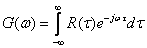 G(ω) = ∫_{-∞}^{∞} R(τ)e^{-jωτ}dτ